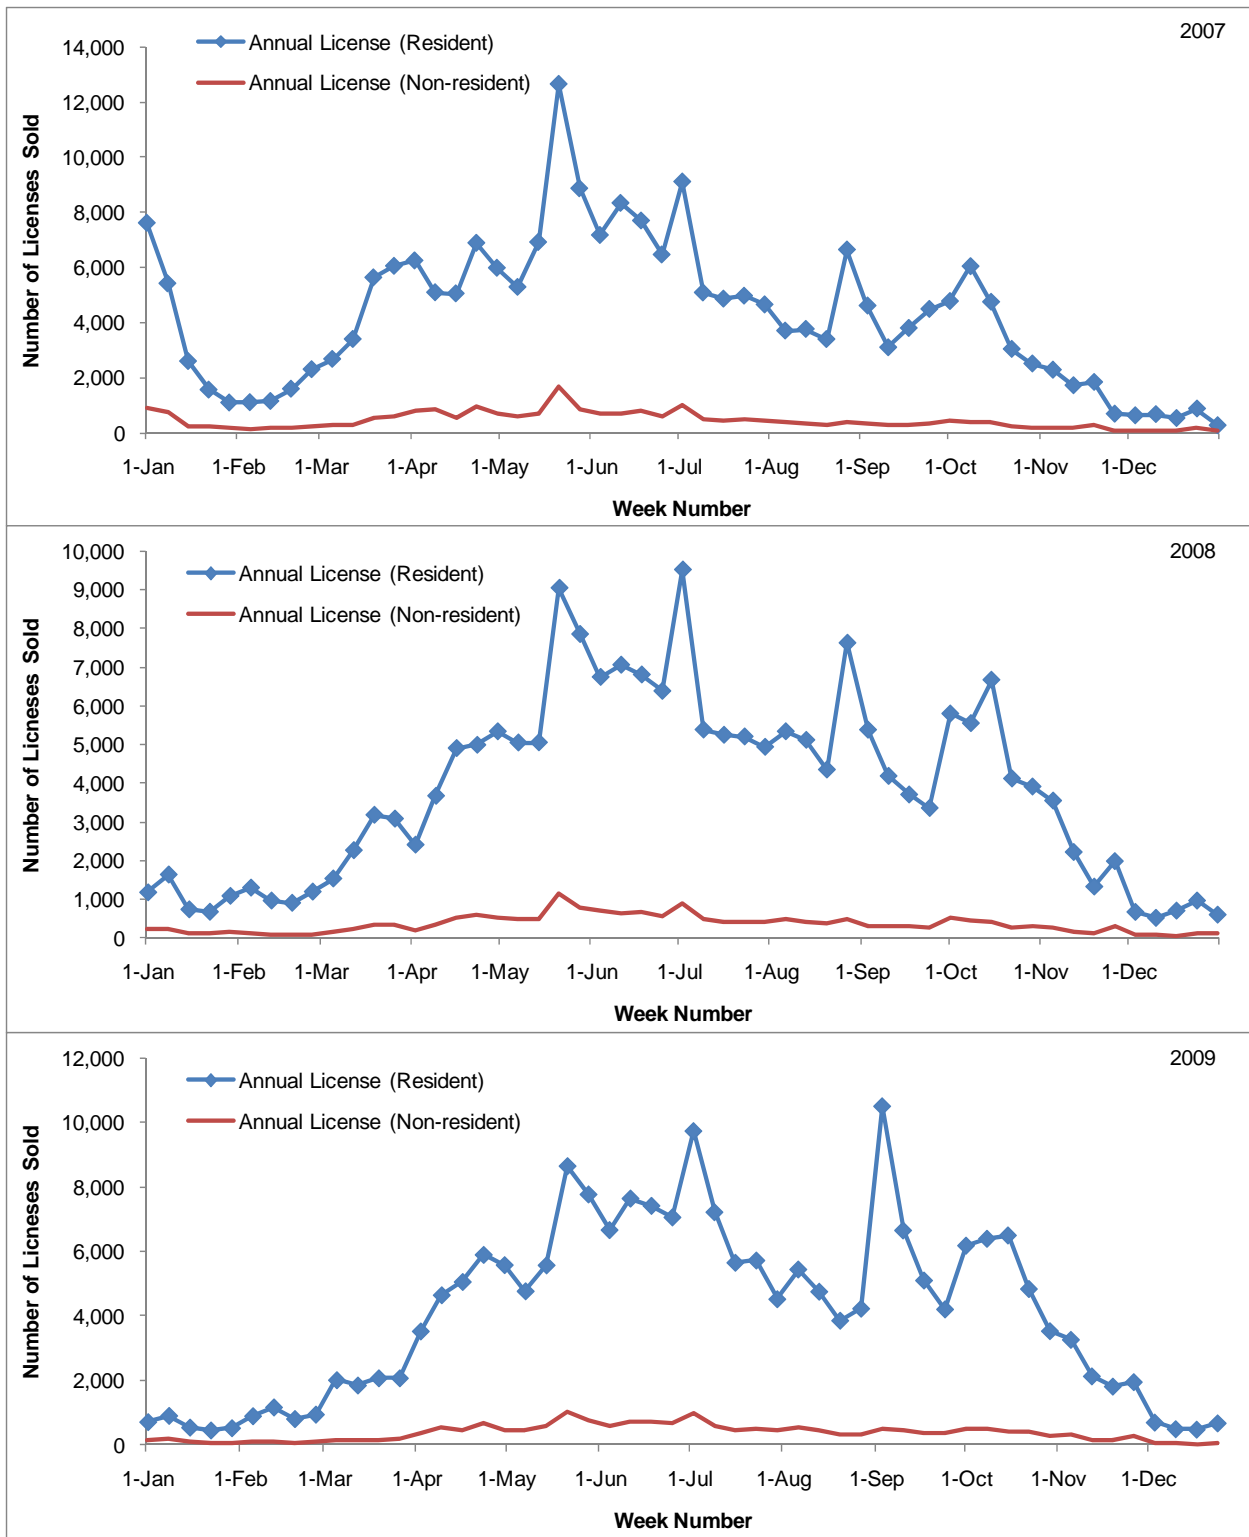 2007
Annual License (Resident)
Annual License (Non-resident)
Number of Licenses Sold
14,000
12,000
10,000
8,000
6,000
4,000
2,000
0
1-Jan 1-Feb 1-Mar 1-Apr 1-May 1-Jun 1-Jul 1-Aug 1-Sep 1-Oct 1-Nov 1-Dec
Week Number
2008
Annual License (Resident)
Annual License (Non-resident)
Number of Licneses Sold
10,000
9,000
8,000
7,000
6,000
5,000
4,000
3,000
2,000
1,000
0
1-Jan 1-Feb 1-Mar 1-Apr 1-May 1-Jun 1-Jul 1-Aug 1-Sep 1-Oct 1-Nov 1-Dec
Week Number
2009
Annual License (Resident)
Annual License (Non-resident)
Number of Licneses Sold
12,000
10,000
8,000
6,000
4,000
2,000
0
1-Jan 1-Feb 1-Mar 1-Apr 1-May 1-Jun 1-Jul 1-Aug 1-Sep 1-Oct 1-Nov 1-Dec
Week Number